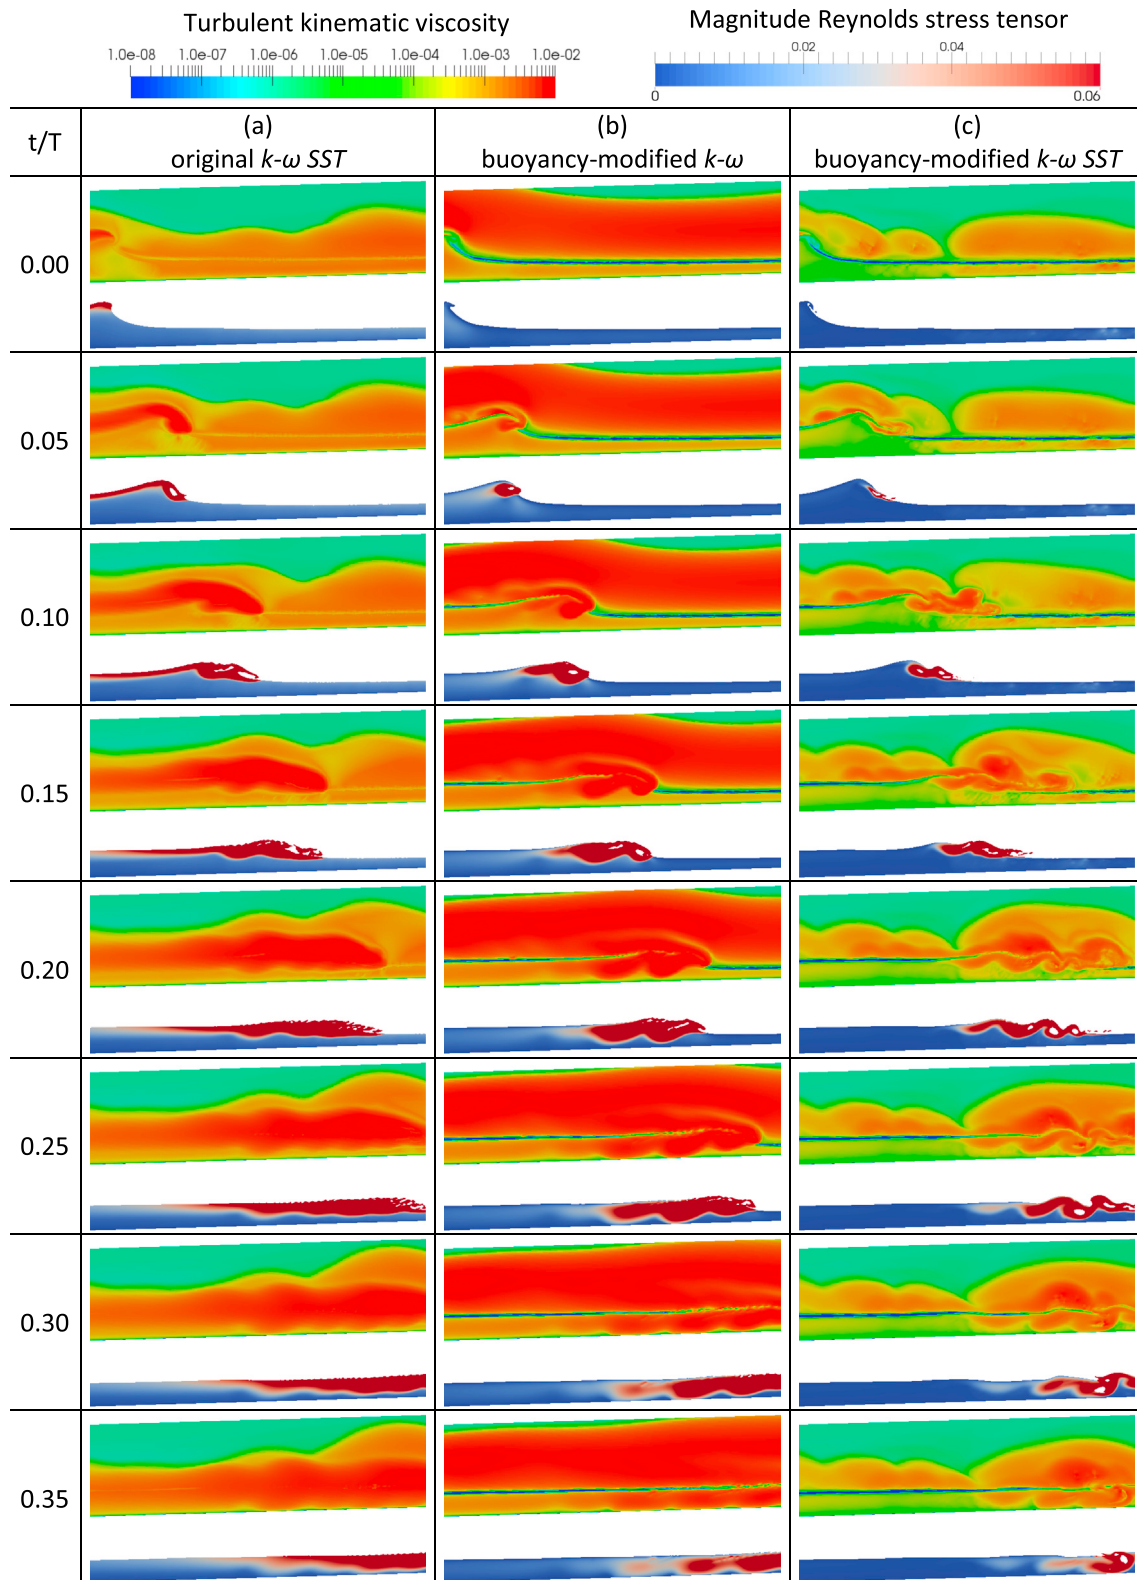 Turbulent kinematic viscosity
1.0e-08 1.0e-07 1.0e-06 1.0e-05 1.0e-04 1.0e-03 1.0e-02
Magnitude Reynolds stress tensor
0.02 0.04
0 0.06
t/T
(a)
original k-ω SST
(b)
buoyancy-modified k-ω
(c)
buoyancy-modified k-ω SST
0.00
0.05
0.10
0.15
0.20
0.25
0.30
0.35